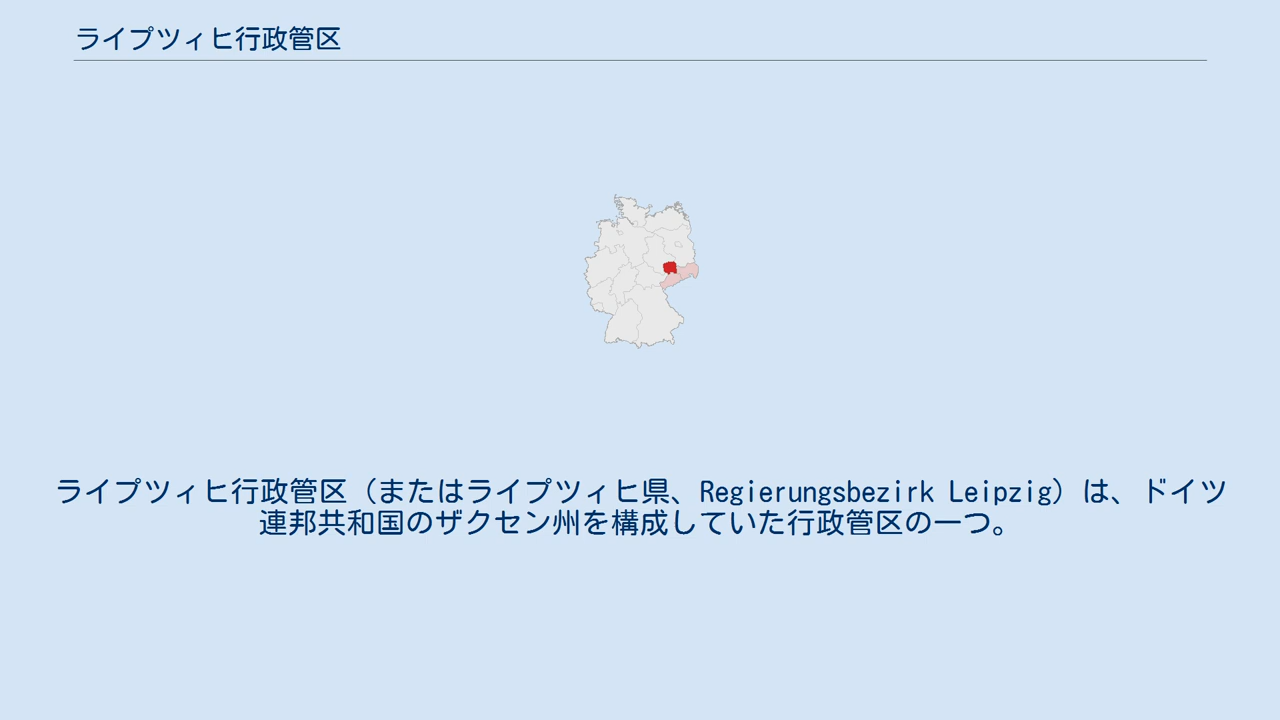 ライプツィヒ行政管区
ライプツィヒ行政管区（またはライプツィヒ県、Regierungsbezirk Leipzig）は、ドイツ
連邦共和国のザクセン州を構成していた行政管区の一つ。